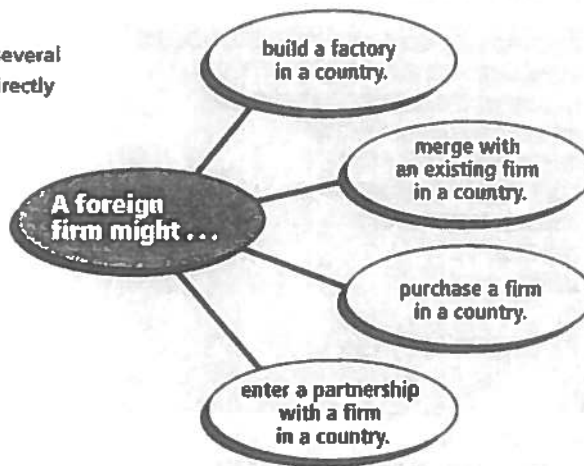 several
irectly
build a factory
in a country.
merge with
an existing firm
in a country.
A foreign
firm might . . .
purchase a firm
in a country.
enter a partnership
with a firm
in a country.